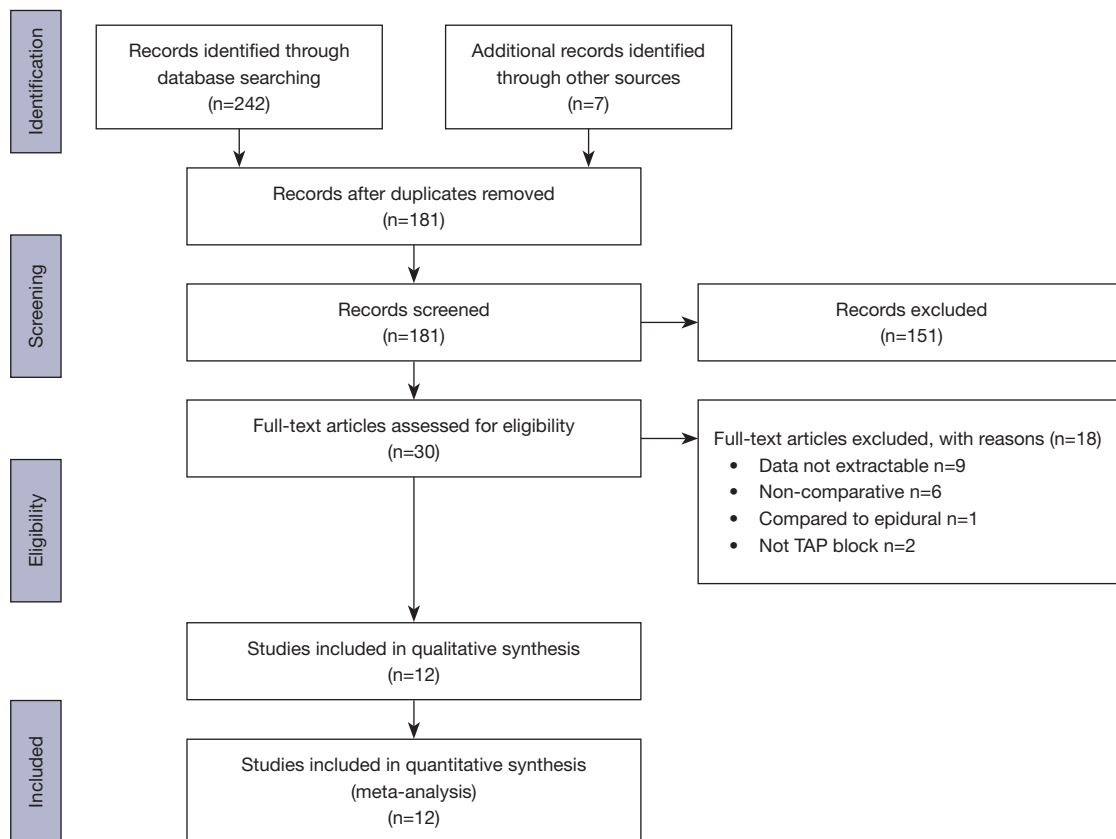 Identification
Records identified through
database searching
(n=242)
Additional records identified
through other sources
(n=7)
Records after duplicates removed
(n=181)
Screening
Records screened
(n=181)
Records excluded
(n=151)
Eligibility
Full-text articles assessed for eligibility
(n=30)
Full-text articles excluded, with reasons (n=18)
• Data not extractable n=9
• Non-comparative n=6
• Compared to epidural n=1
• Not TAP block n=2
Studies included in qualitative synthesis
(n=12)
Included
Studies included in quantitative synthesis
(meta-analysis)
(n=12)